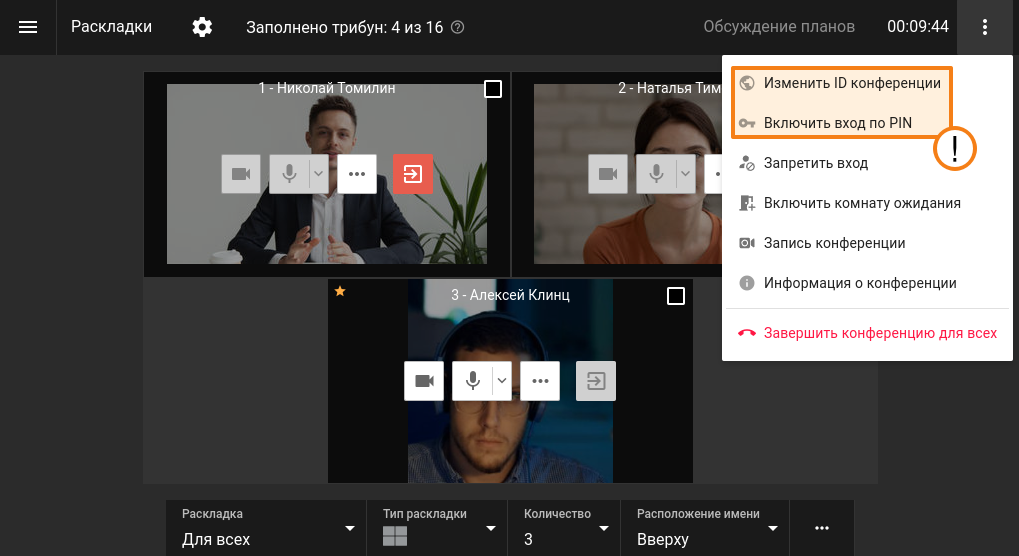 Раскладки
Заполнено трибун: 4 из 16
Обсуждение планов
00:09:44
1 - Николай Томилин
2 - Наталья Тим
Изменить ID конференции
Включить вход по PIN
!
Запретить вход
Включить комнату ожидания
Запись конференции
Информация о конференции
Завершить конференцию для всех
3 - Алексей Клинц
Раскладка
Для всех
Тип раскладки
Количество
3
Расположение имени
Вверху